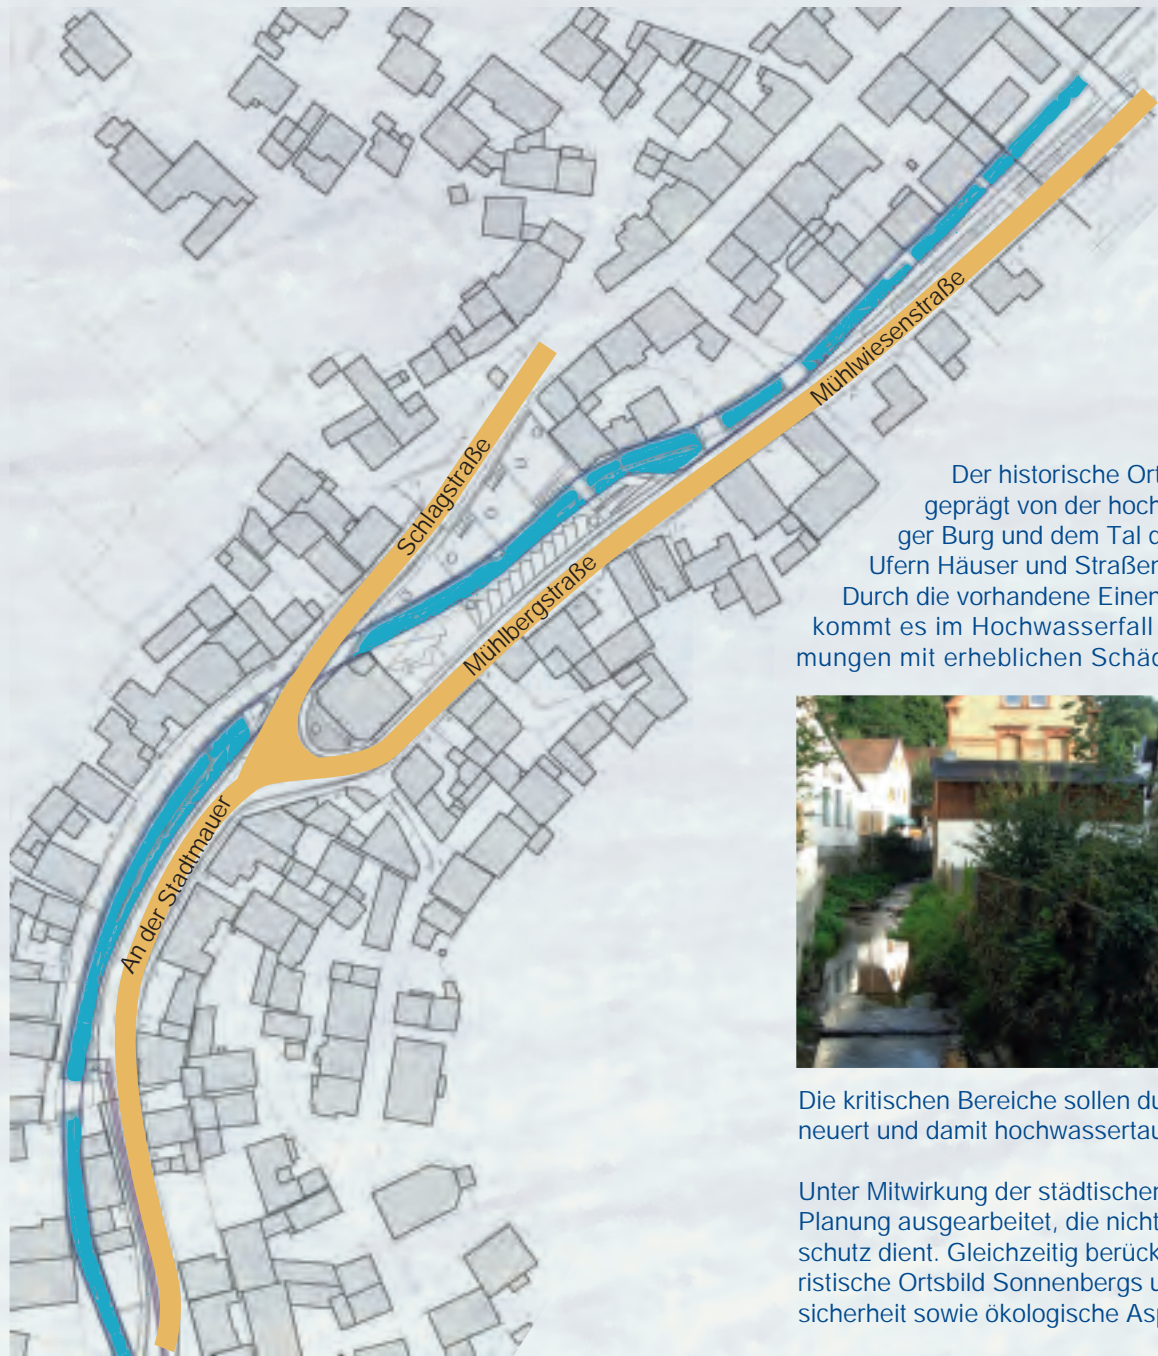 Mühlwiesenstraße
Schlagstraße
Mühlbergstraße
An der Stadtmauer
Der historische Ort
geprägt von der hoch
ger Burg und dem Tal d
Ufern Häuser und Straßen
Durch die vorhandene Einen
kommt es im Hochwasserfall
mungen mit erheblichen Schäd
Die kritischen Bereiche sollen du
neuert und damit hochwassertau
Unter Mitwirkung der städtischen
Planung ausgearbeitet, die nicht
schutz dient. Gleichzeitig berück
ristische Ortsbild Sonnenbergs u
sicherheit sowie ökologische Asp